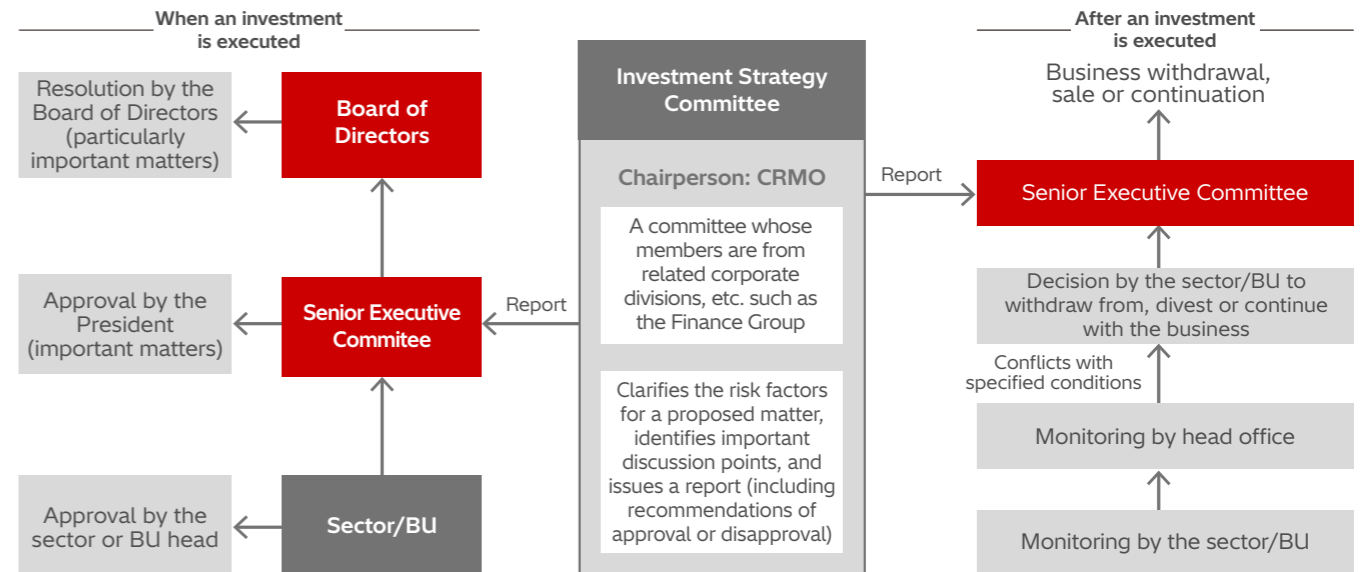 When an investment
is executed
Resolution by the
Board of Directors
(particularly
important matters)
Board of
Directors
Approval by the
President
(important matters)
Senior Executive
Commitee
Approval by the
sector or BU head
Sector/BU
Report
Investment Strategy
Committee
Chairperson: CRMO
A committee whose
members are from
related corporate
divisions, etc. such as
the Finance Group
Clarifies the risk factors
for a proposed matter,
identifies important
discussion points, and
issues a report (including
recommendations of
approval or disapproval)
Report
After an investment
is executed
Business withdrawal,
sale or continuation
Senior Executive Committee
Decision by the sector/BU to
withdraw from, divest or continue
with the business
Conflicts with
specified conditions
Monitoring by head office
Monitoring by the sector/BU